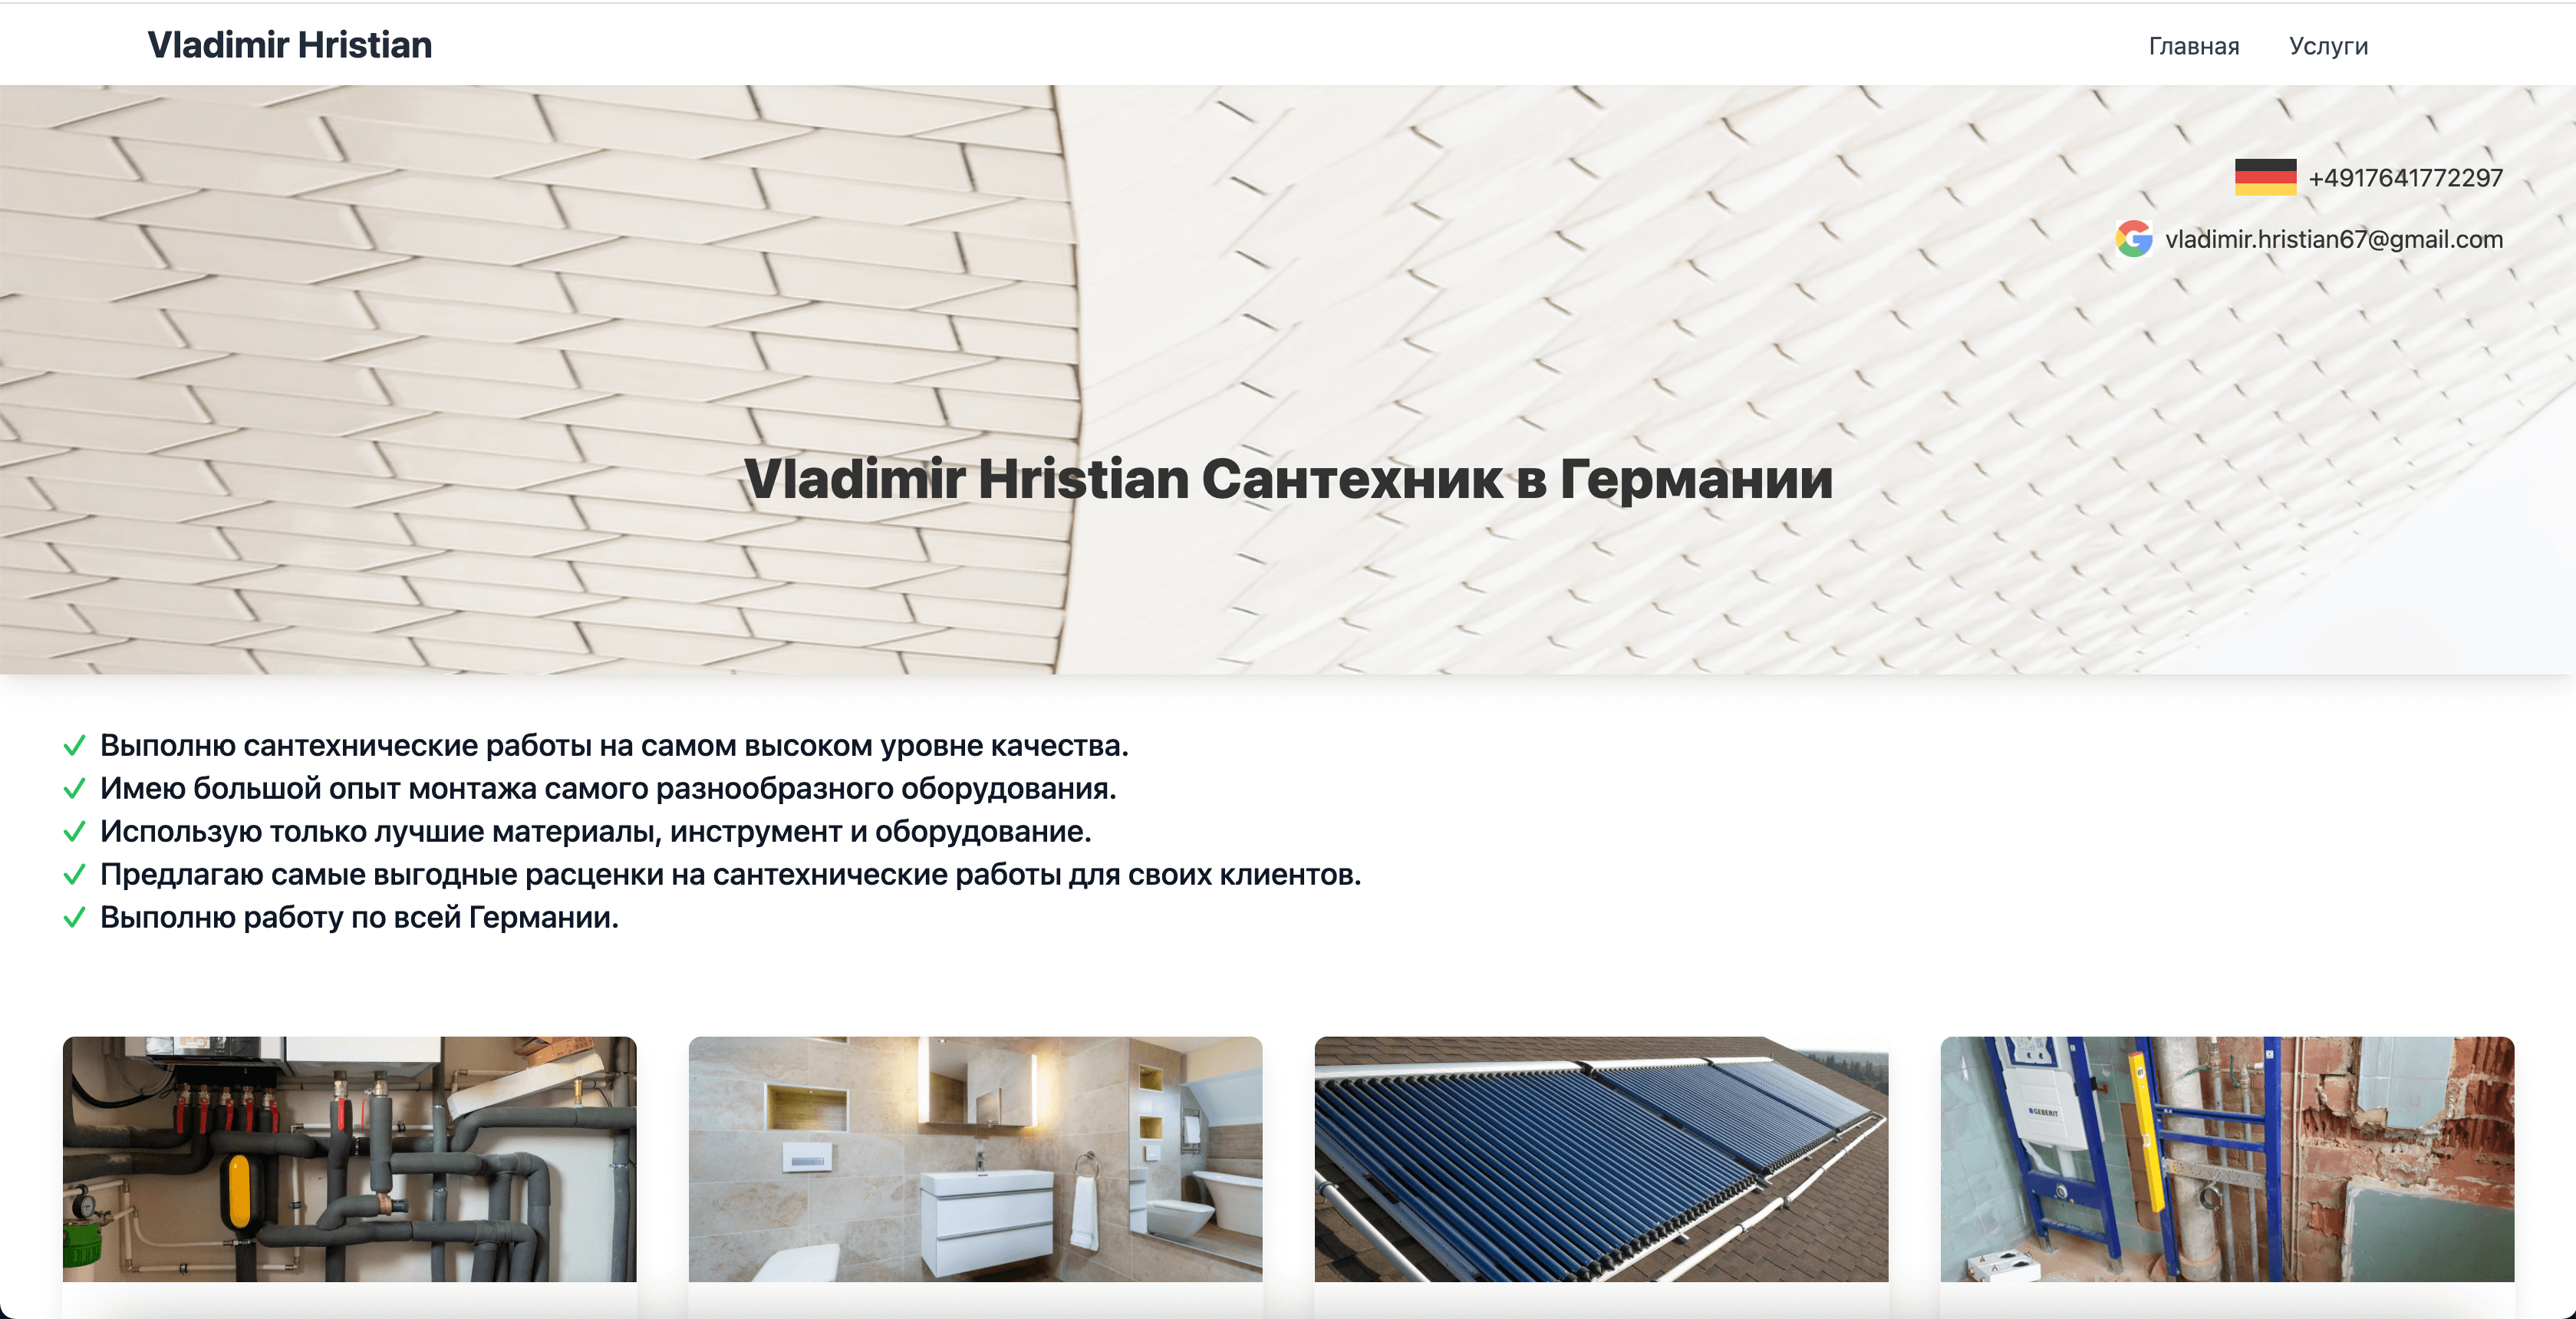 Vladimir Hristian
Главная Услуги
+4917641772297
vladimir.hristian67@gmail.com
Vladimir Hristian Сантехник в Германии
Выполню сантехнические работы на самом высоком уровне качества.
Имею большой опыт монтажа самого разнообразного оборудования.
Использую только лучшие материалы, инструмент и оборудование.
Предлагаю самые выгодные расценки на сантехнические работы для своих клиентов.
Выполню работу по всей Германии.
GEBERIT